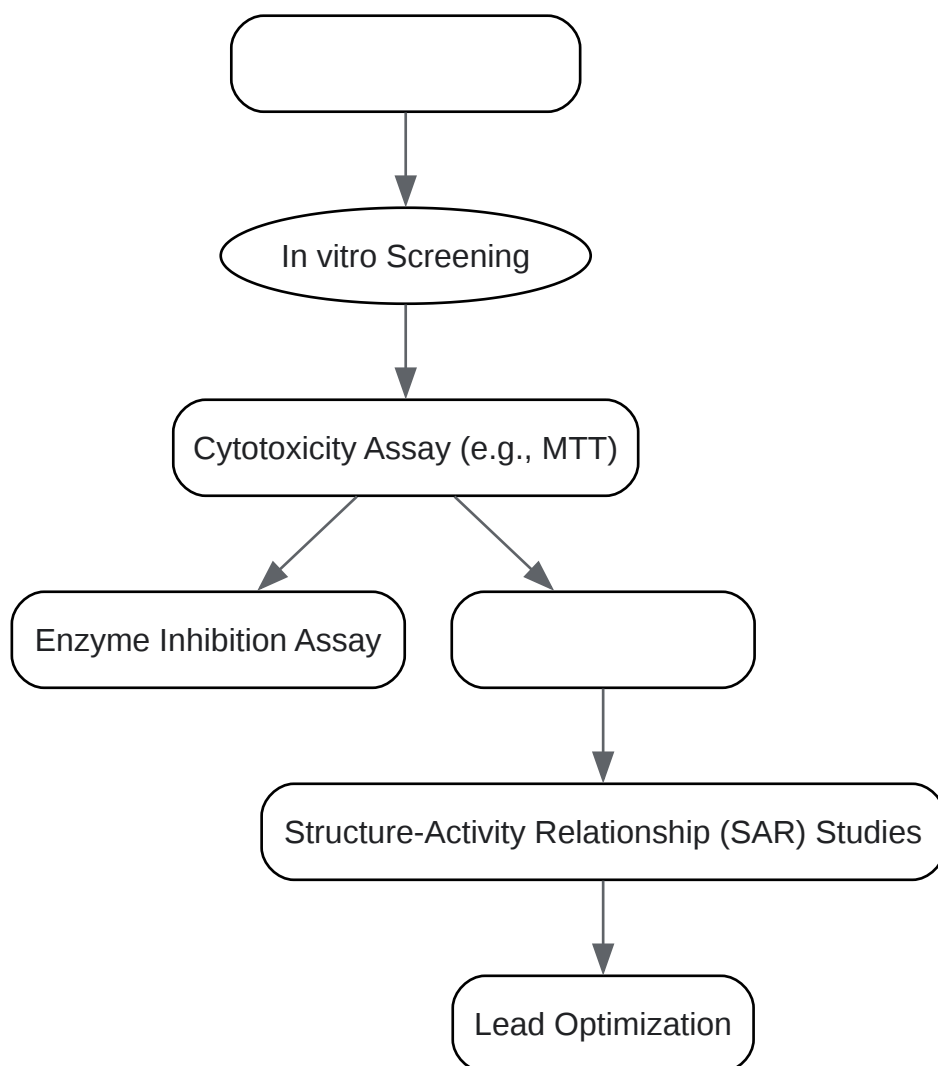 In vitro Screening
Cytotoxicity Assay (e.g., MTT)
Enzyme Inhibition Assay
Structure-Activity Relationship (SAR) Studies
Lead Optimization